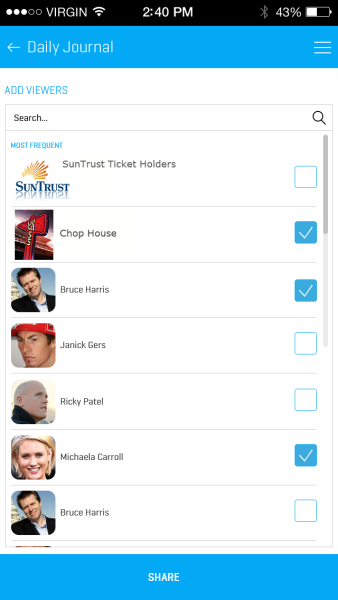 VIRGIN 2:40 PM 43%
Daily Journal
ADD VIEWERS
Search...
MOST FREQUENT
SunTrust Ticket Holders
SUNTRUST
Chop House
Bruce Harris
Janick Gers
Ricky Patel
Michaela Carroll
Bruce Harris
SHARE